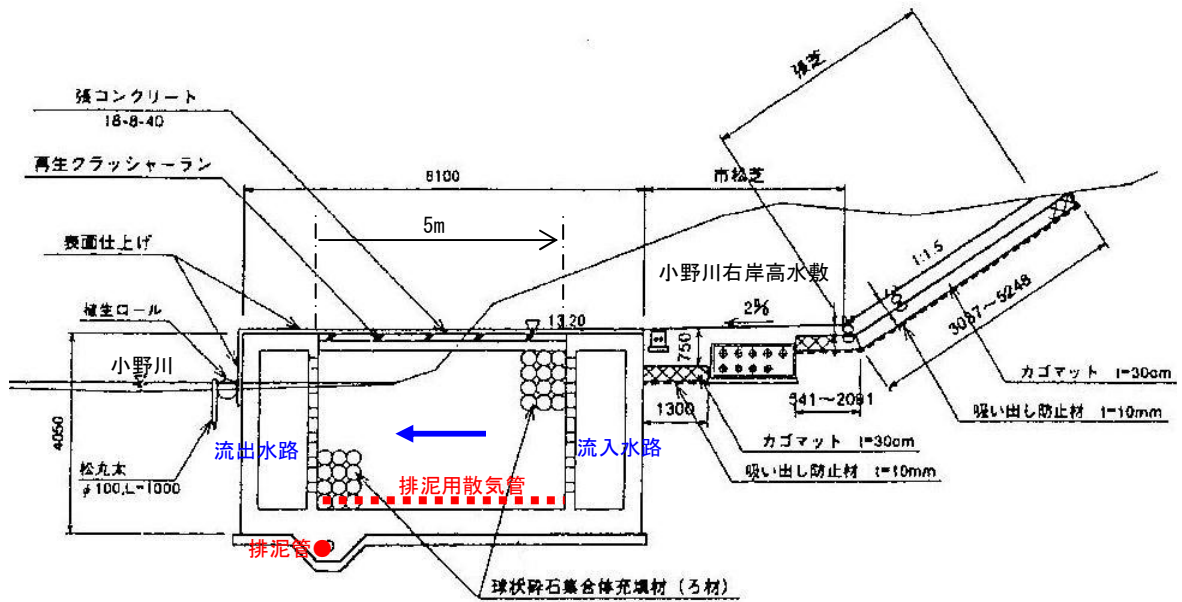 張芝
張コンクリート
18-8-40
再生クラッシャーラン
8100
市松芝
5m
表面仕上げ
小野川右岸高水敷
1:1.5
3087～5248
植生ロール
13.20
2%
小野川
750
カゴマット t=30cm
4050
1300
541～2091
吸い出し防止材 t=10mm
流出水路
流入水路
カゴマット t=30cm
松丸太
φ100,L=1000
吸い出し防止材 t=10mm
排泥用散気管
排泥管
球状砕石集合体充填材（ろ材）